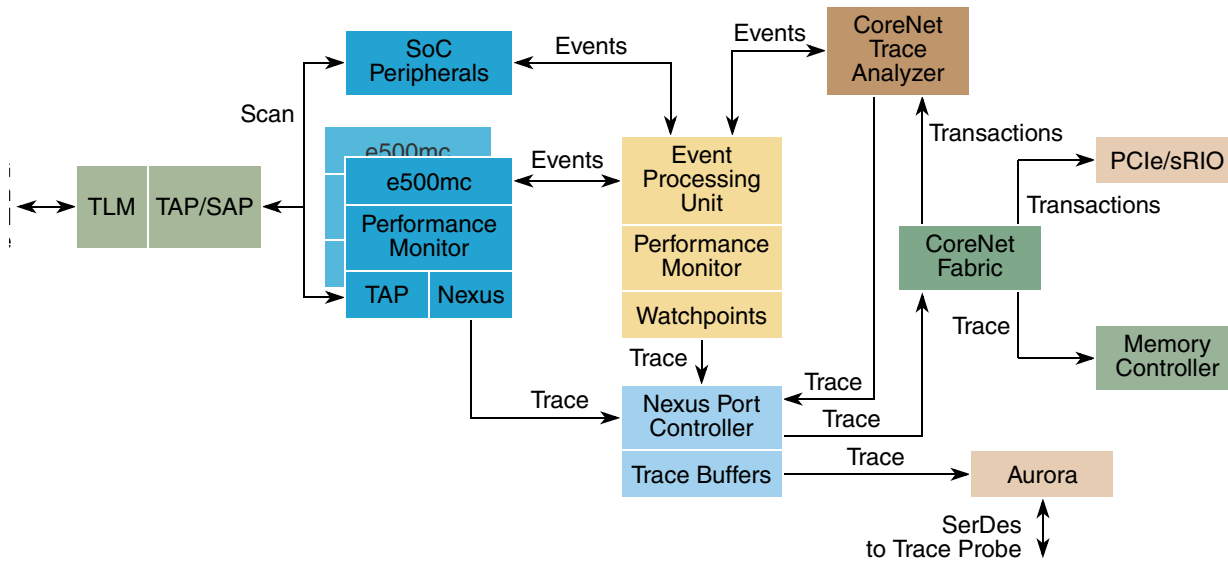 SoC
Peripherals
Events
Events
CoreNet
Trace
Analyzer
Scan
Transactions
PCIe/sRIO
Transactions
e500mc
e500mc
Events
Event
Processing
Unit
TLM
TAP/SAP
Performance
Monitor
Performance
Monitor
CoreNet
Fabric
TAP
Nexus
Watchpoints
Trace
Memory
Controller
Trace
Trace
Trace
Nexus Port
Controller
Trace
Trace Buffers
Trace
Aurora
SerDes
to Trace Probe